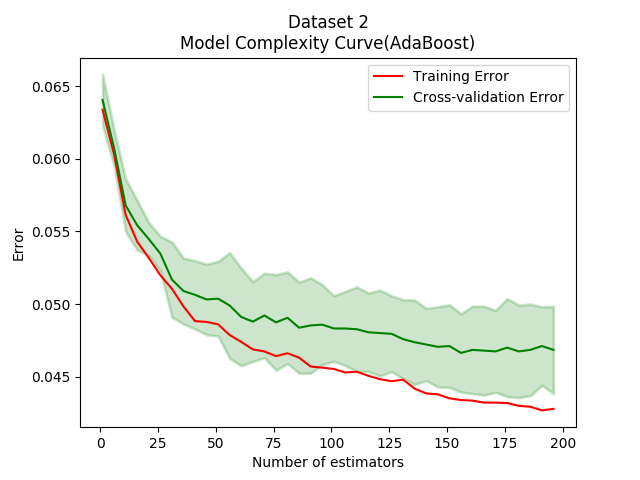 Dataset 2
Model Complexity Curve(AdaBoost)
Training Error
Cross-validation Error
0.065
0.060
0.055
0.050
0.045
Error
0
25
50
75
100
125
150
175
200
Number of estimators